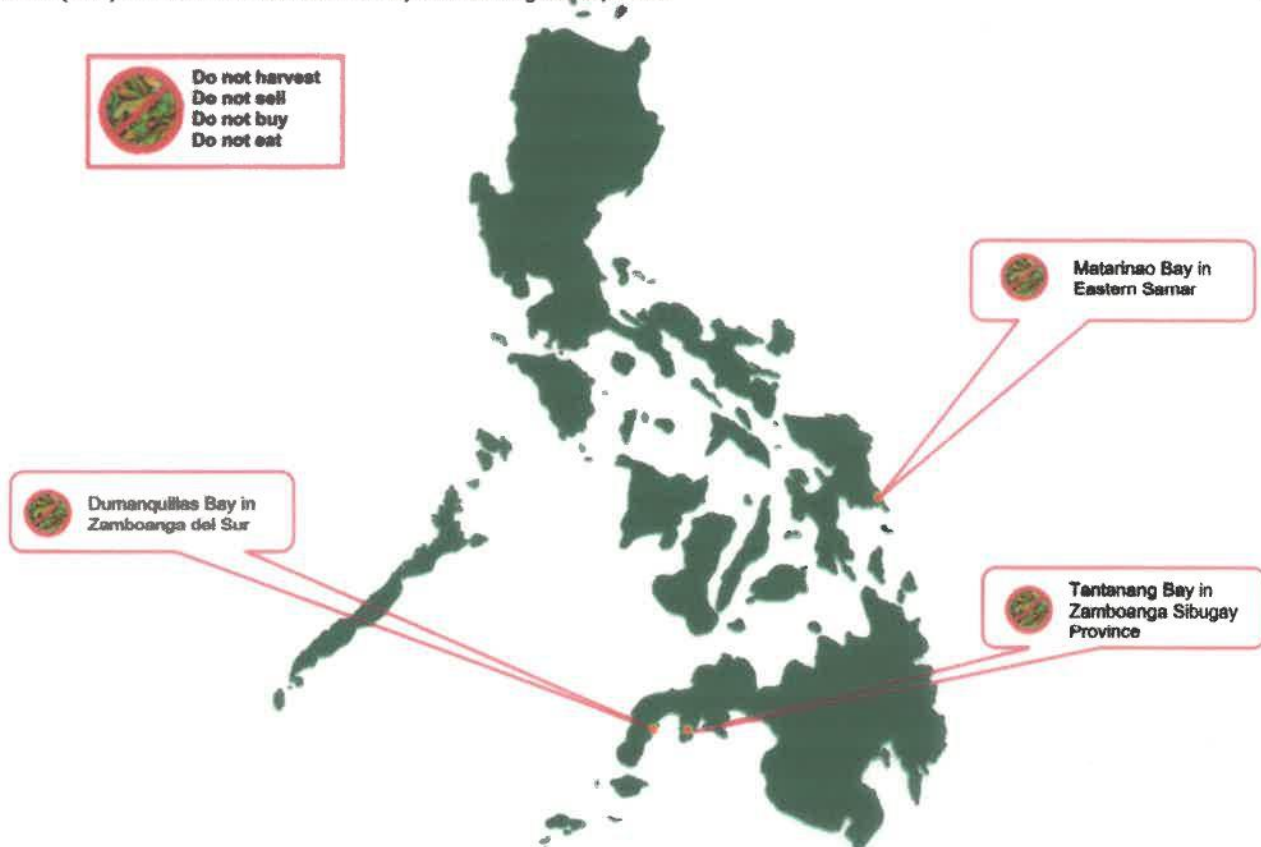 Do not harvest
Do not sell
Do not buy
Do not eat
Matarinao Bay in
Eastern Samar
Dumanquillas Bay in
Zamboanga del Sur
Tantanang Bay in
Zamboanga Sibugay
Province